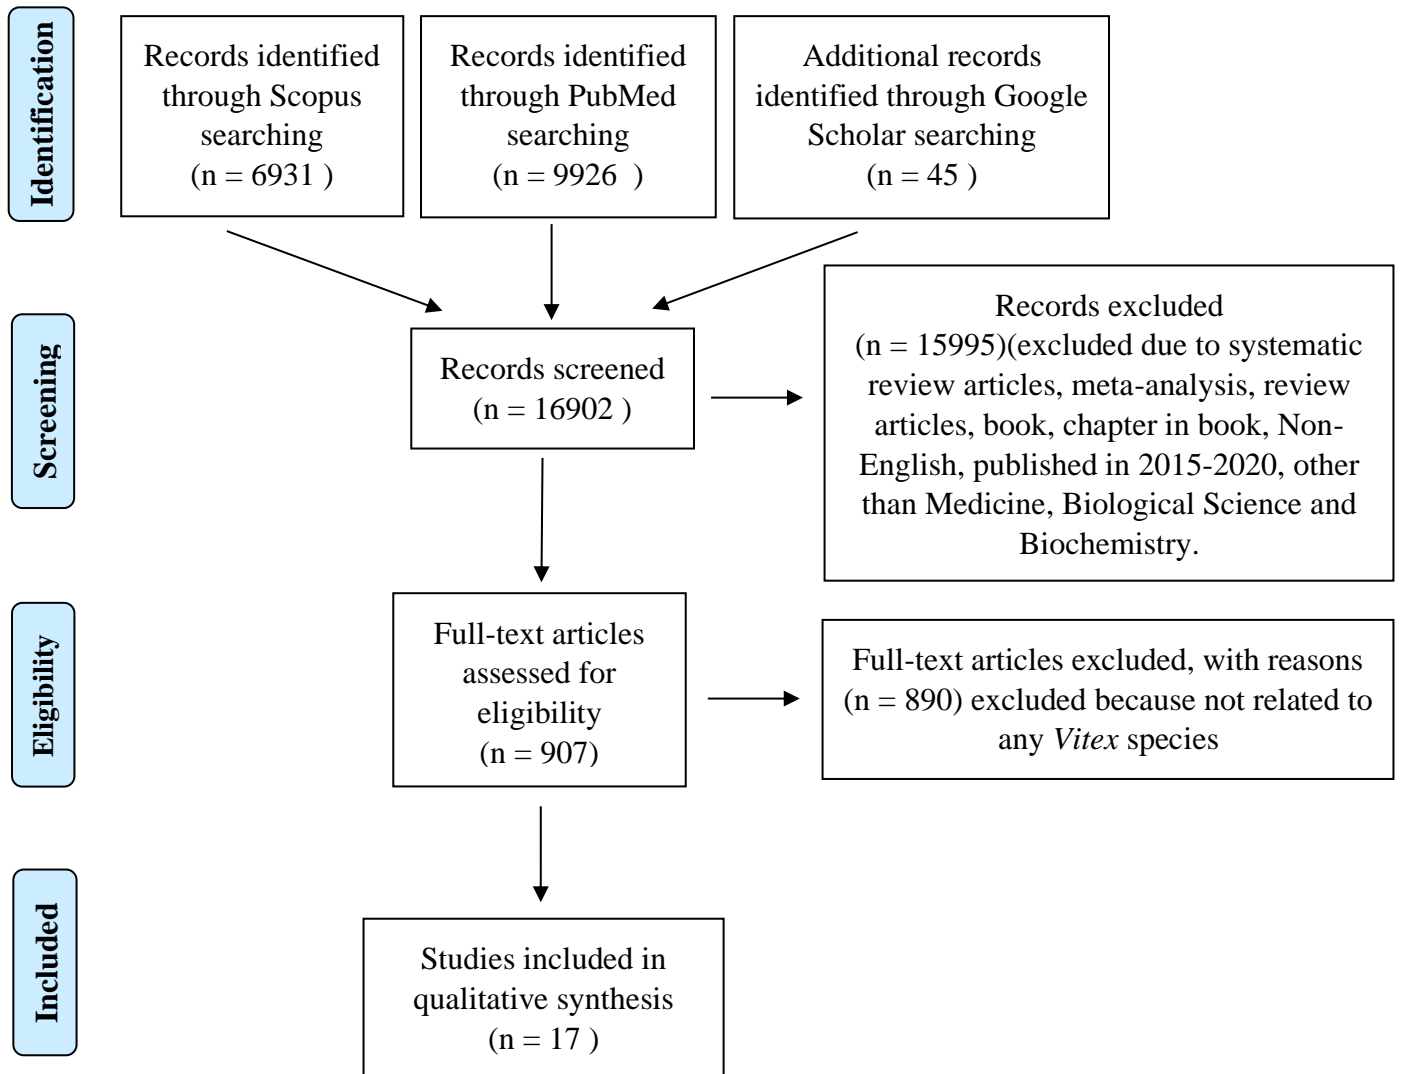 Identification
Records identified
through Scopus
searching
(n = 6931 )
Records identified
through PubMed
searching
(n = 9926  )
Additional records
identified through Google
Scholar searching
(n = 45 )
Screening
Records screened
(n = 16902 )
Records excluded
(n = 15995)(excluded due to systematic
review articles, meta-analysis, review
articles, book, chapter in book, Non-
English, published in 2015-2020, other
than Medicine, Biological Science and
Biochemistry.
Eligibility
Full-text articles
assessed for
eligibility
(n = 907)
Full-text articles excluded, with reasons
(n = 890) excluded because not related to
any Vitex species
Included
Studies included in
qualitative synthesis
(n = 17 )